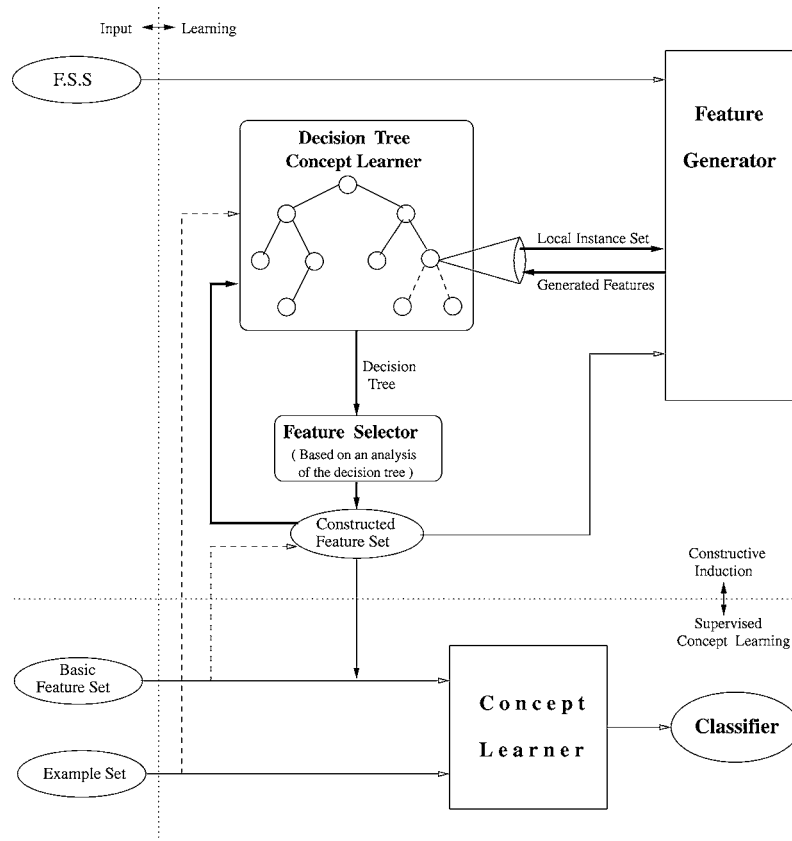 Input
Learning
F.S.S
Feature
Generator
Decision Tree
Concept Learner
Local Instance Set
Generated Features
Decision
Tree
Feature Selector
( Based on an analysis
of the decision tree )
Constructed
Feature Set
Constructive
Induction
Supervised
Concept Learning
Basic
Feature Set
Concept
Learner
Classifier
Example Set